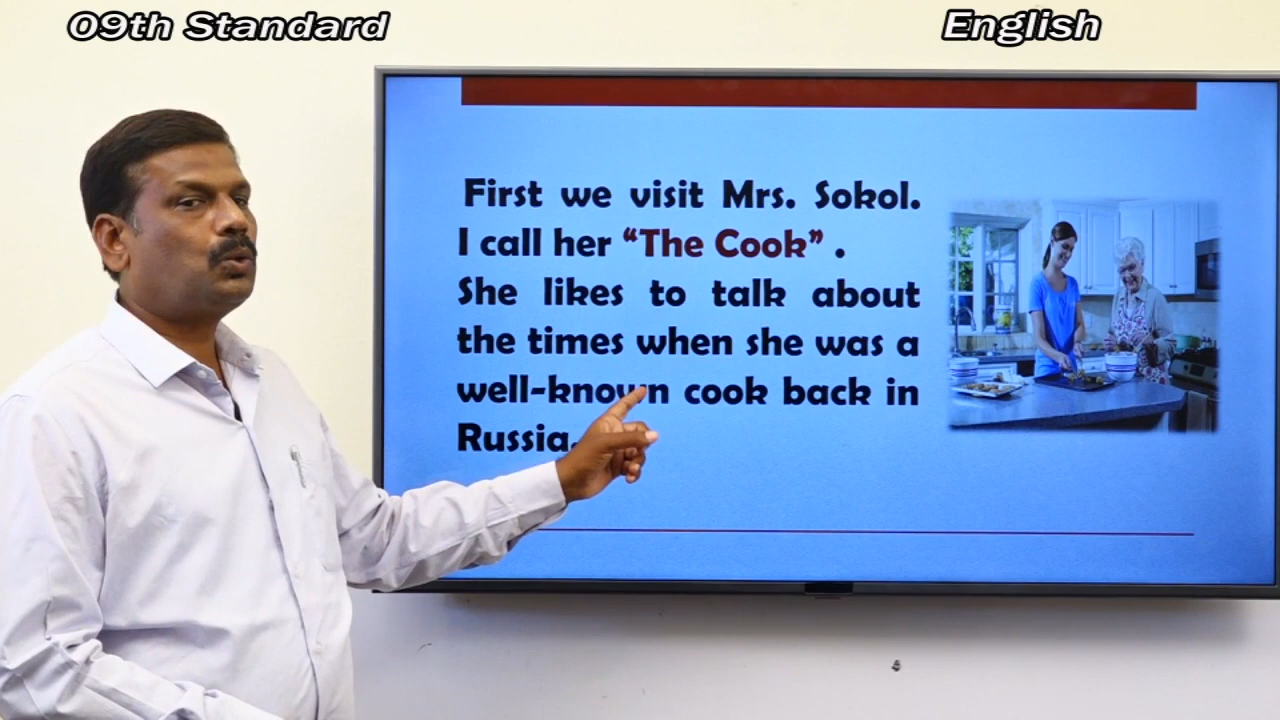 09th Standard
English
First we visit Mrs. Sokol.
I call her “The Cook” .
She likes to talk about
the times when she was a
well-known cook back in
Russia.